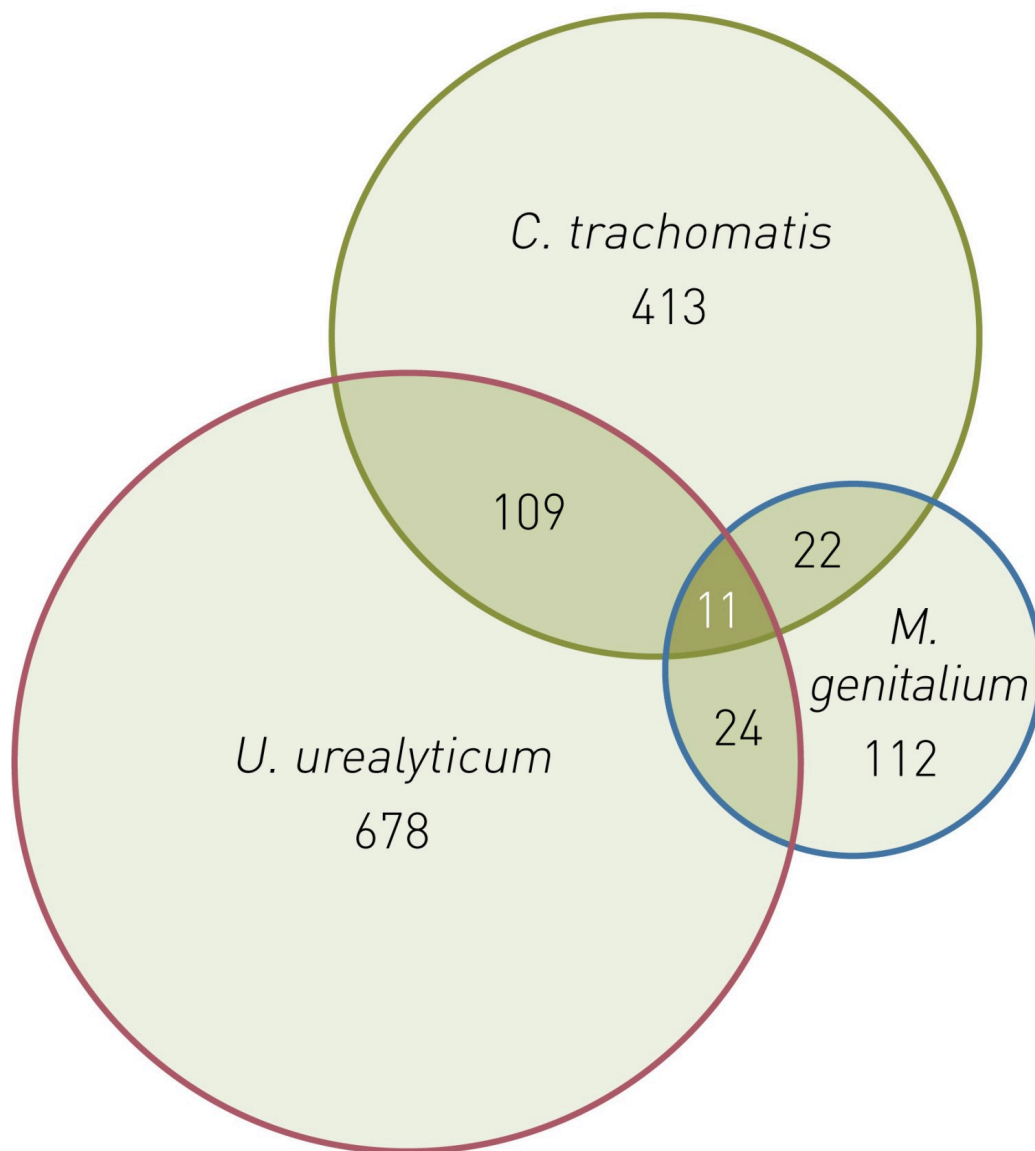 C. trachomatis
413
109
22
11
M.
genitalium
112
24
U. urealyticum
678